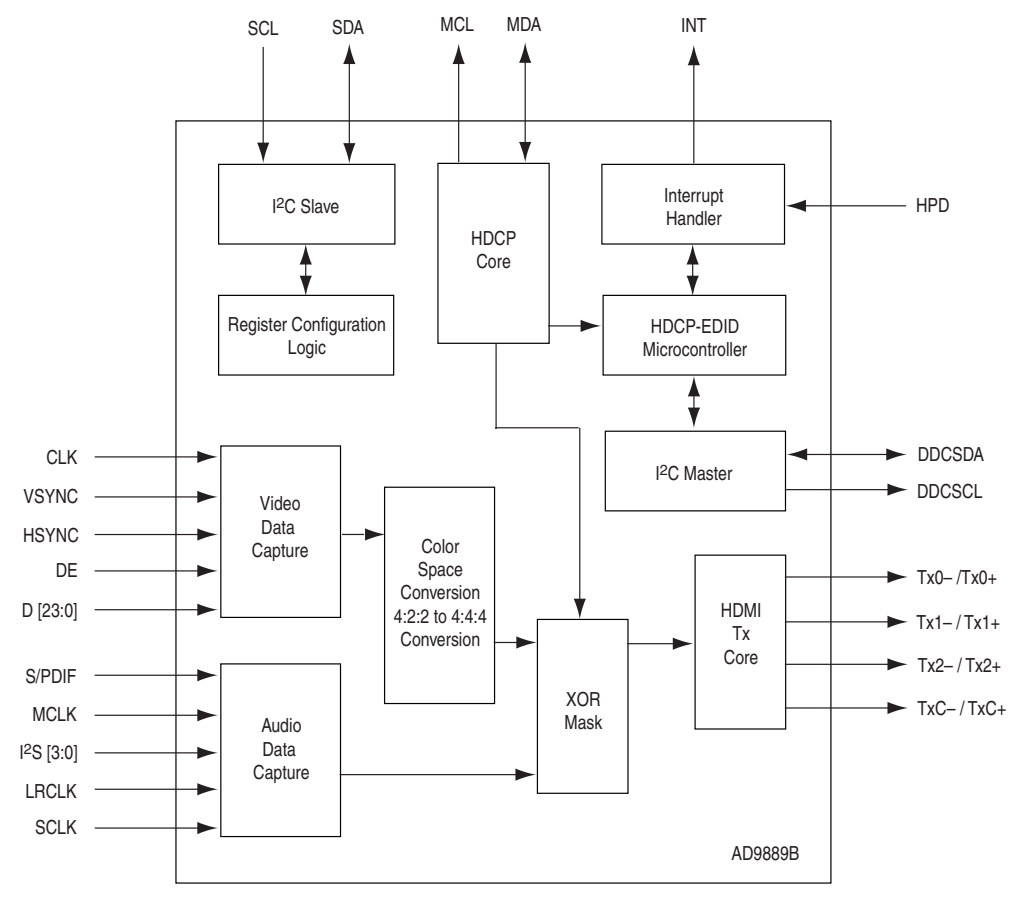 SCL
SDA
MCL
MDA
INT
I²C Slave
HDCP
Core
Interrupt
Handler
HPD
Register Configuration
Logic
HDCP-EDID
Microcontroller
I²C Master
DDCSDA
DDCSCL
CLK
VSYNC
HSYNC
DE
D [23:0]
Video
Data
Capture
Color
Space
Conversion
4:2:2 to 4:4:4
Conversion
HDMI
Tx
Core
Tx0– /Tx0+
Tx1– / Tx1+
Tx2– / Tx2+
TxC– / TxC+
S/PDIF
MCLK
I²S [3:0]
LRCLK
SCLK
Audio
Data
Capture
XOR
Mask
AD9889B